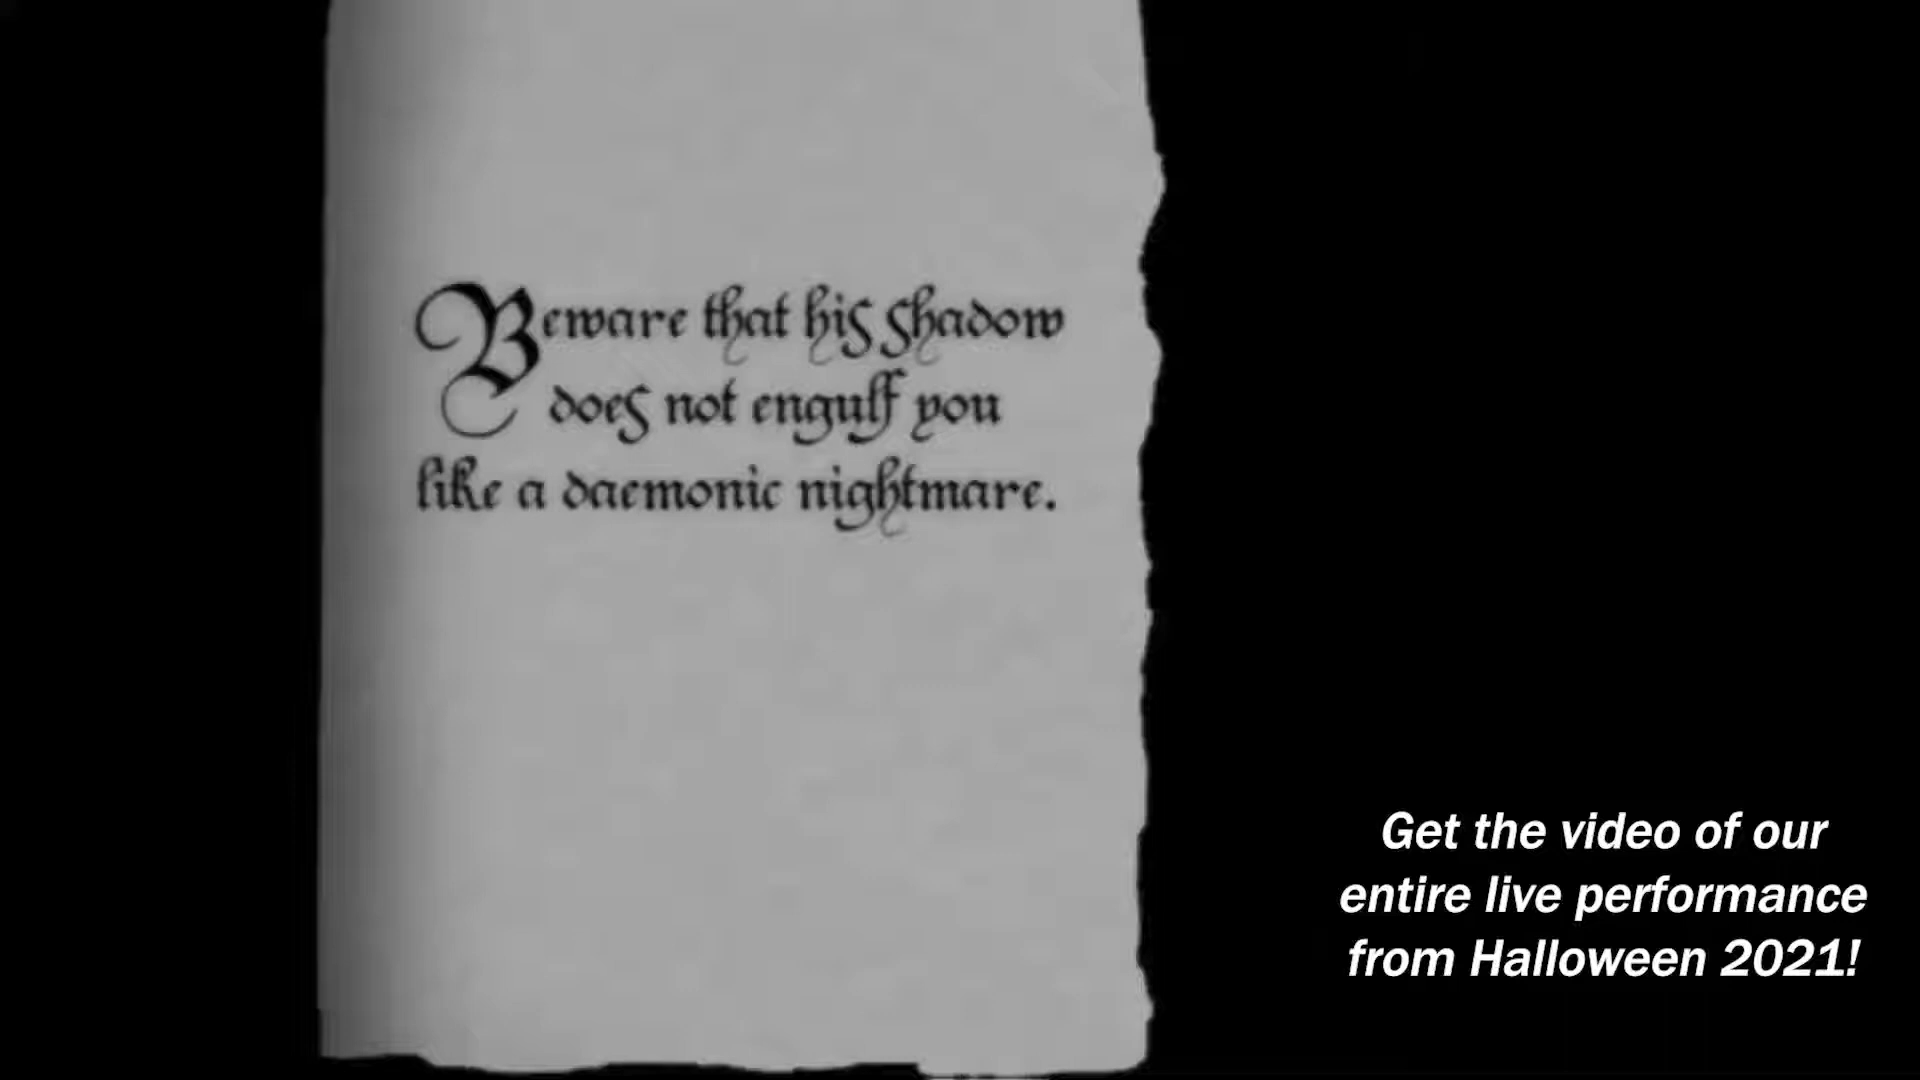 Beware that his shadow
does not engulf you
like a daemonic nightmare.
Get the video of our
entire live performance
from Halloween 2021!